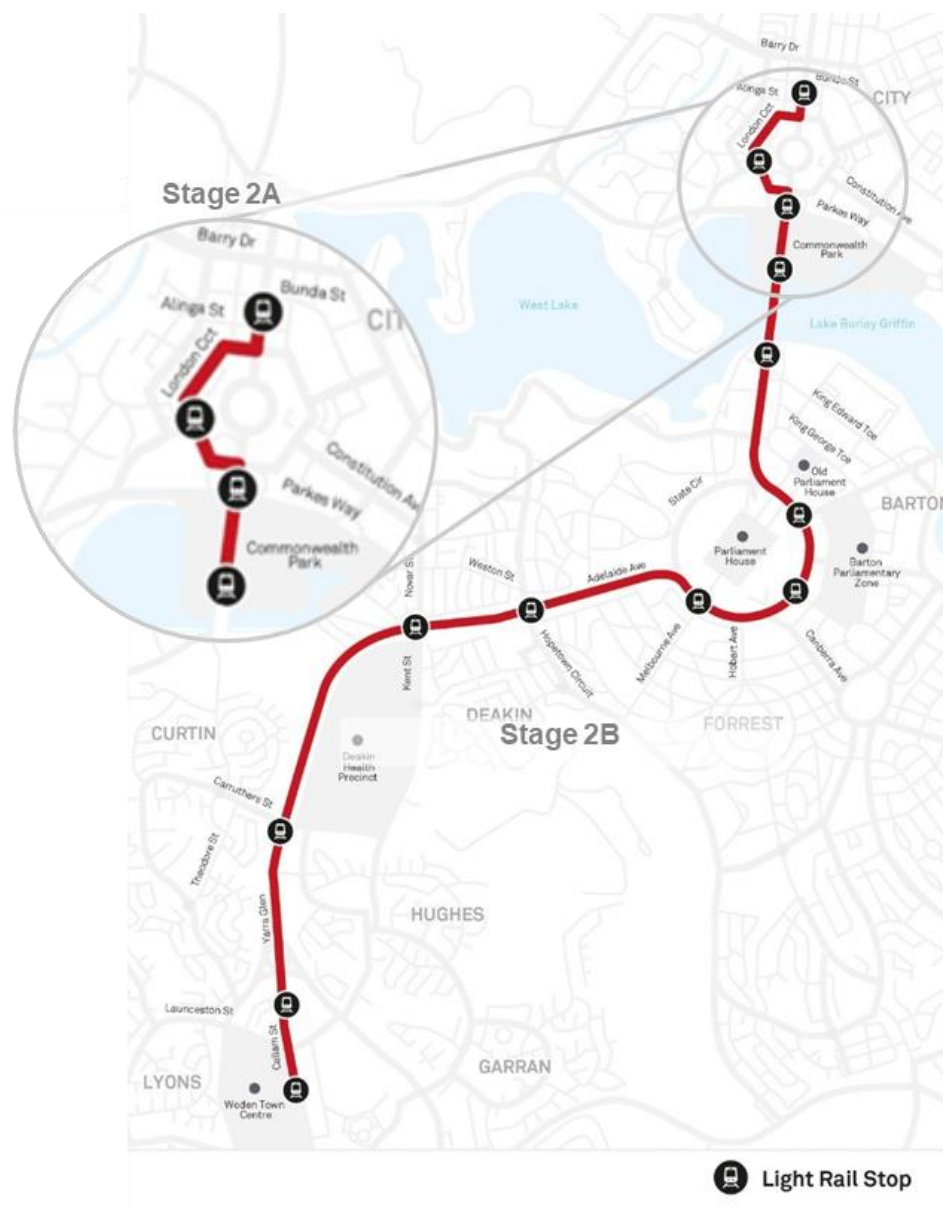 Barry Dr
Bunda St
Alinga St
CITY
London Cct
Constitution Ave
Parkes Way
Commonwealth
Park
Stage 2A
Barry Dr
Bunda St
Alinga St
CIT
London Cct
Constitution Av
Parkes Way
Commonwealth
Park
West Lake
Lake Burley Griffin
King Edward Tce
King George Tce
Old
Parliament
House
State Cir
BARTON
Parliament
House
Barton
Parliamentary
Zone
Novar St
Weston St
Adelaide Ave
Kent St
Hopetown Circuit
Melbourne Ave
Hobart Ave
Canberra Ave
DEAKIN
FORREST
Stage 2B
CURTIN
Deakin
Health
Precinct
Carruthers St
Theodore St
Yarra Glen
HUGHES
Launceston St
Callam St
GARRAN
LYONS
Woden Town
Centre
Light Rail Stop